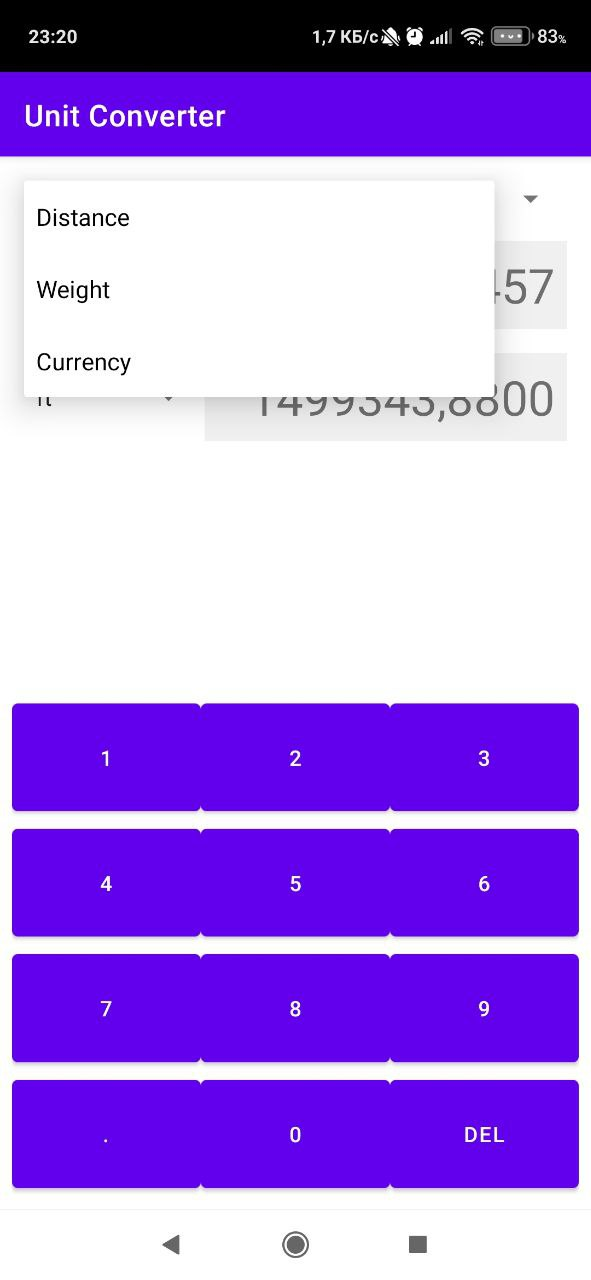 23:20 1,7 КБ/с 83%
Unit Converter
Distance
Weight
457
Currency
ft 1499343,8800
1 2 3
4 5 6
7 8 9
. 0 DEL